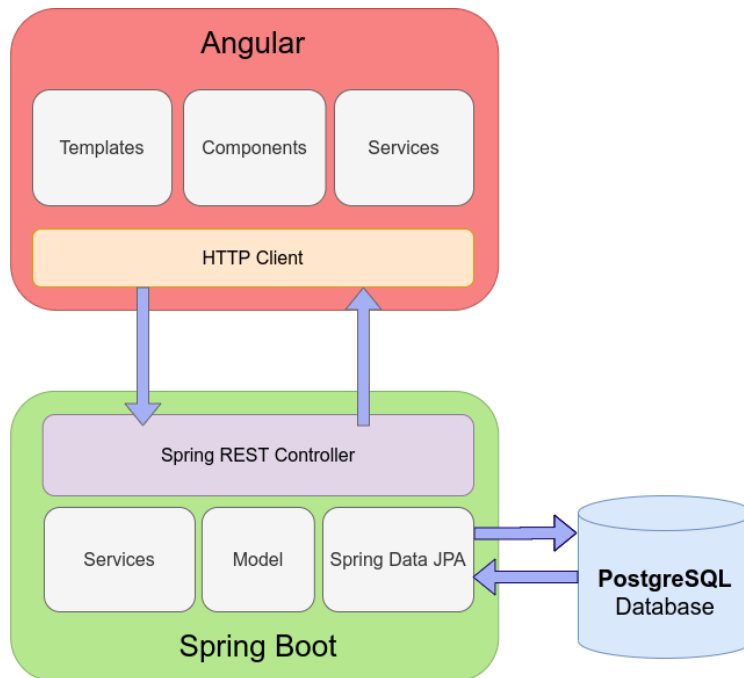 Angular
Templates
Components
Services
HTTP Client
Spring REST Controller
Services
Model
Spring Data JPA
PostgreSQL
Database
Spring Boot